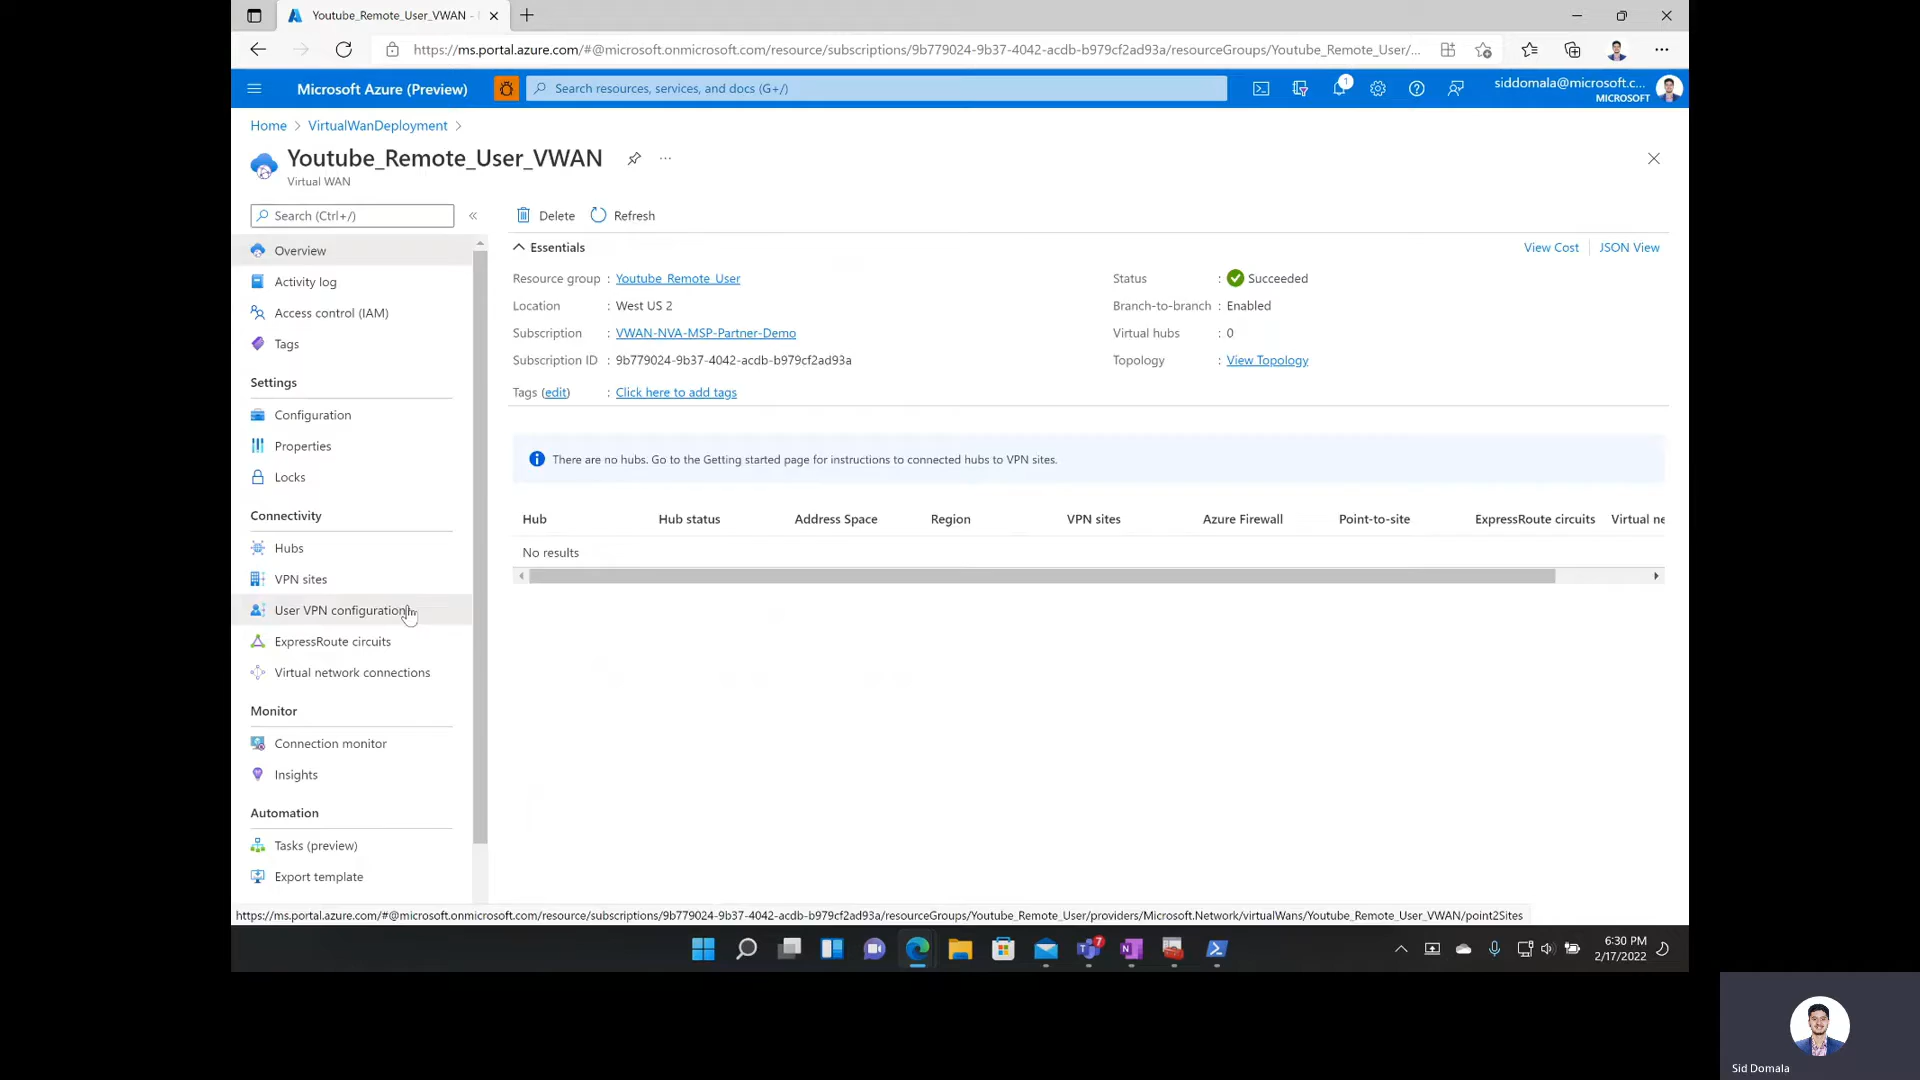 Youtube_Remote_User_VWAN -
https://ms.portal.azure.com/#@microsoft.onmicrosoft.com/resource/subscriptions/9b779024-9b37-4042-acdb-b979cf2ad93a/resourceGroups/Youtube_Remote_User/...
Microsoft Azure (Preview)
Search resources, services, and docs (G+/)
1
siddomala@microsoft.c...
MICROSOFT
Home > VirtualWanDeployment >
Youtube_Remote_User_VWAN
...
Virtual WAN
Search (Ctrl+/)
«
Delete
Refresh
Overview
Activity log
Access control (IAM)
Tags
Settings
Configuration
Properties
Locks
Connectivity
Hubs
VPN sites
User VPN configuration
ExpressRoute circuits
Virtual network connections
Monitor
Connection monitor
Insights
Automation
Tasks (preview)
Export template
Essentials
View Cost
JSON View
Resource group : Youtube_Remote_User
Location : West US 2
Subscription : VWAN-NVA-MSP-Partner-Demo
Subscription ID : 9b779024-9b37-4042-acdb-b979cf2ad93a
Tags (edit) : Click here to add tags
Status : Succeeded
Branch-to-branch : Enabled
Virtual hubs : 0
Topology : View Topology
There are no hubs. Go to the Getting started page for instructions to connected hubs to VPN sites.
Hub Hub status Address Space Region VPN sites Azure Firewall Point-to-site ExpressRoute circuits Virtual ne
No results
https://ms.portal.azure.com/#@microsoft.onmicrosoft.com/resource/subscriptions/9b779024-9b37-4042-acdb-b979cf2ad93a/resourceGroups/Youtube_Remote_User/providers/Microsoft.Network/virtualWans/Youtube_Remote_User_VWAN/point2Sites
7
6:30 PM
2/17/2022
Sid Domala